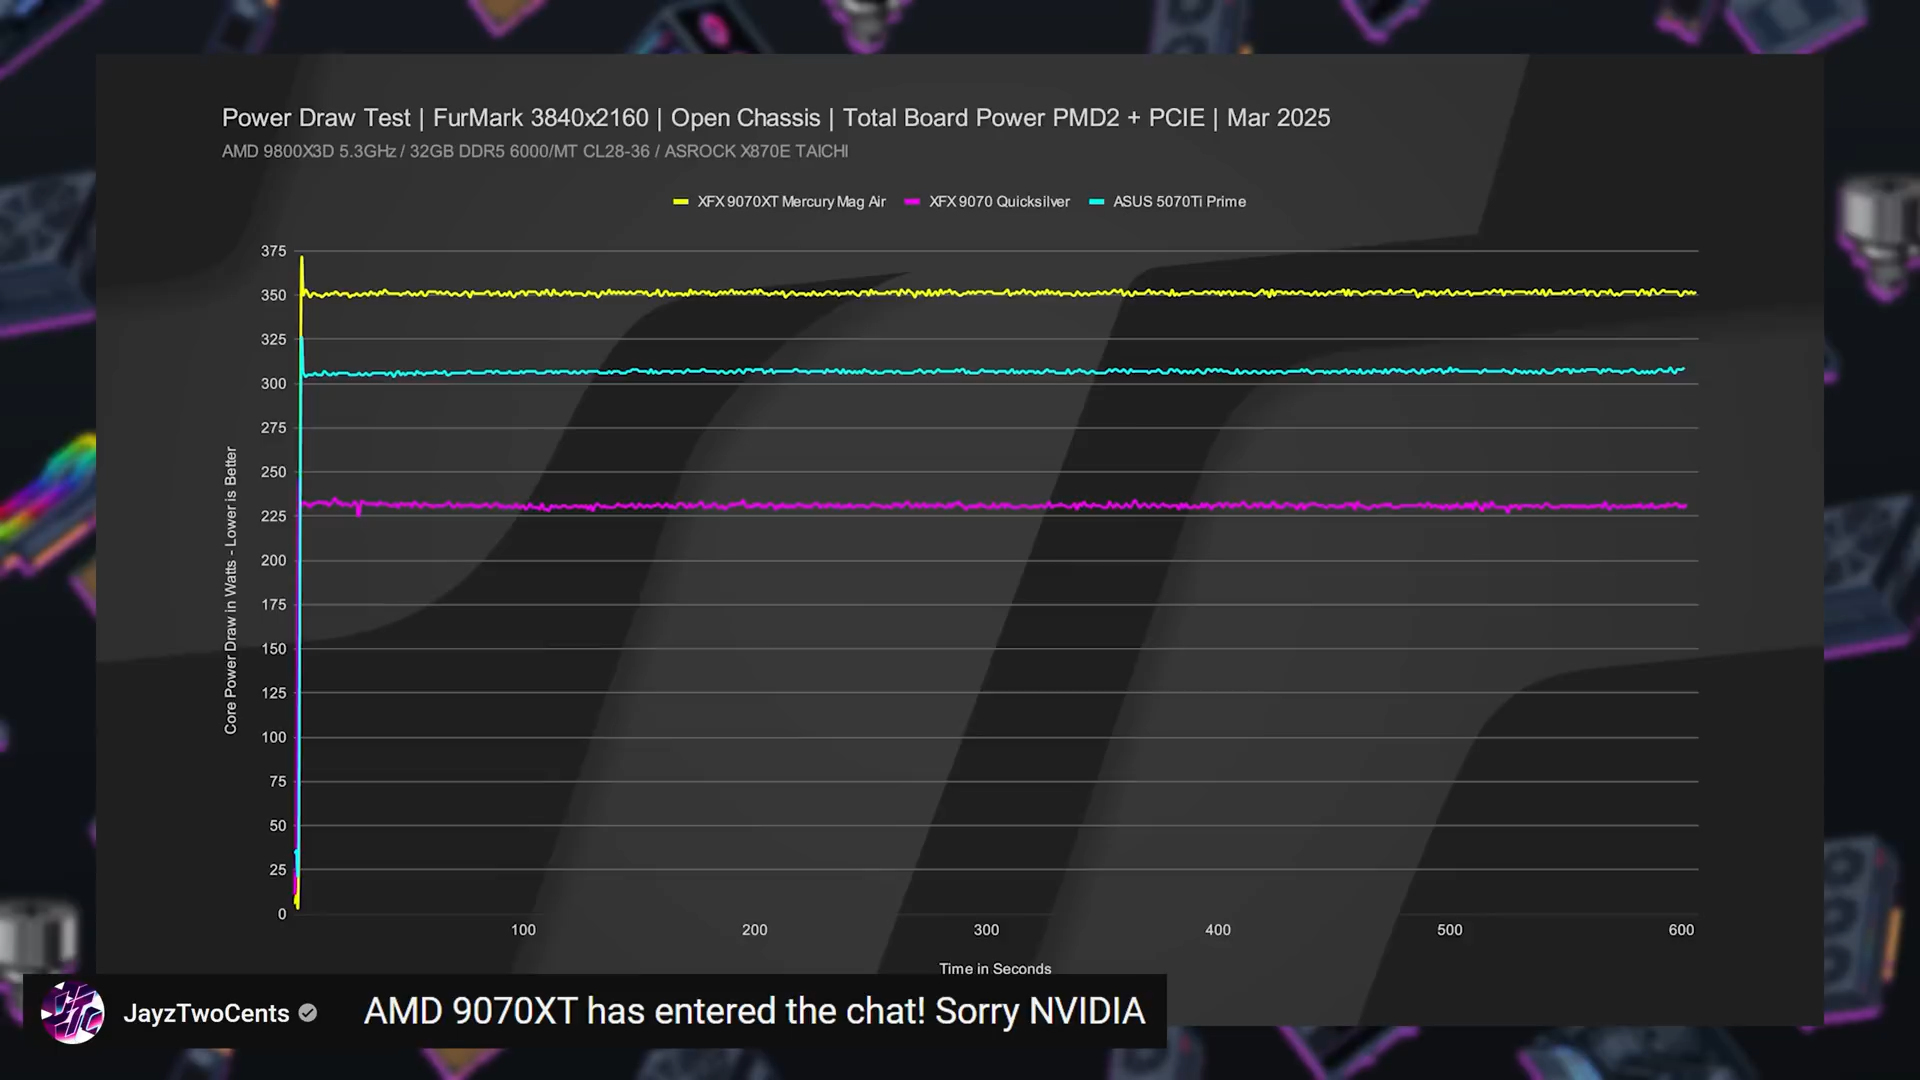 Power Draw Test | FurMark 3840x2160 | Open Chassis | Total Board Power PMD2 + PCIE | Mar 2025
AMD 9800X3D 5.3GHz / 32GB DDR5 6000/MT CL28-36 / ASROCK X870E TAICHI
XFX 9070XT Mercury Mag Air XFX 9070 Quicksilver ASUS 5070Ti Prime
Core Power Draw in Watts - Lower is Better
375
350
325
300
275
250
225
200
175
150
125
100
75
50
25
0
100 200 300 400 500 600
Time in Seconds
JayzTwoCents AMD 9070XT has entered the chat! Sorry NVIDIA